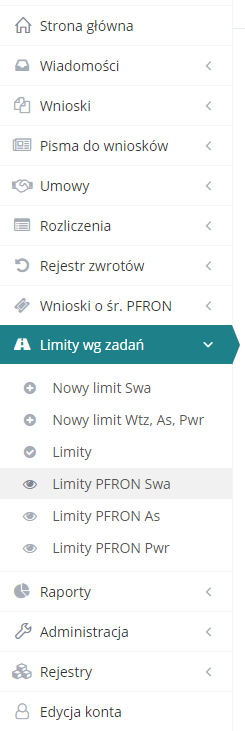 Strona główna
Wiadomości
Wnioski
Pisma do wniosków
Umowy
Rozliczenia
Rejestr zwrotów
Wnioski o śr. PFRON
Limity wg zadań
Nowy limit Swa
Nowy limit Wtz, As, Pwr
Limity
Limity PFRON Swa
Limity PFRON As
Limity PFRON Pwr
Raporty
Administracja
Rejestry
Edycja konta